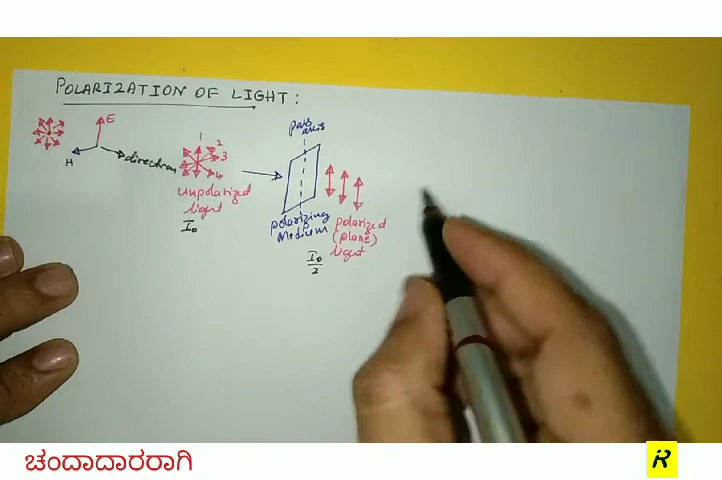 POLARIZATION OF LIGHT:
E
H
direction
1
2
3
4
unpolarized
light
I₀
pass
axis
polarizing
Medium
polarized
(plane)
light
I₀/2
ಚಂದಾದಾರರಾಗಿ
R